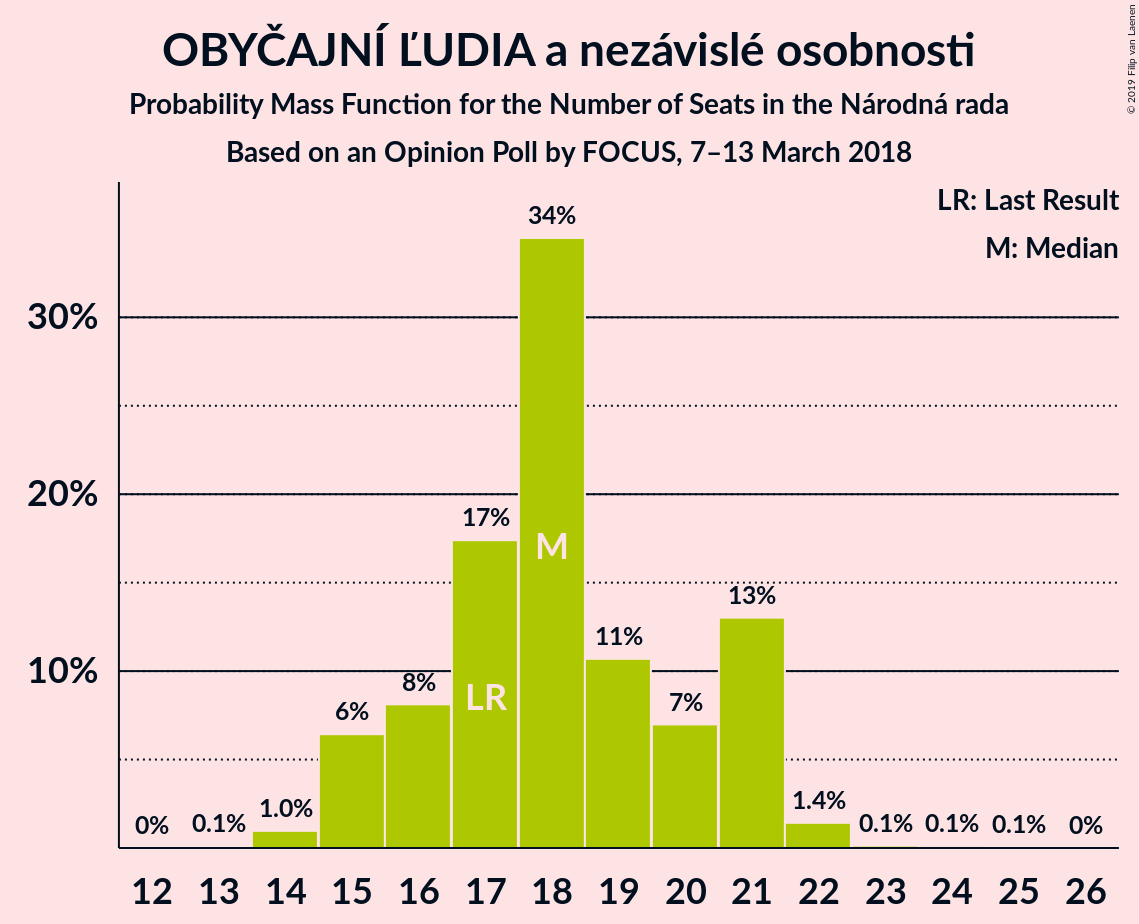 OBYČAJNÍ ĽUDIA a nezávislé osobnosti
Probability Mass Function for the Number of Seats in the Národná rada
Based on an Opinion Poll by FOCUS, 7–13 March 2018
© 2019 Filip van Laenen
LR: Last Result
M: Median
34%
30%
20%
17%
M
13%
11%
10%
8%
LR
7%
6%
1.4%
1.0%
0%
0.1%
0.1%
0.1%
0.1%
0%
12 13 14 15 16 17 18 19 20 21 22 23 24 25 26